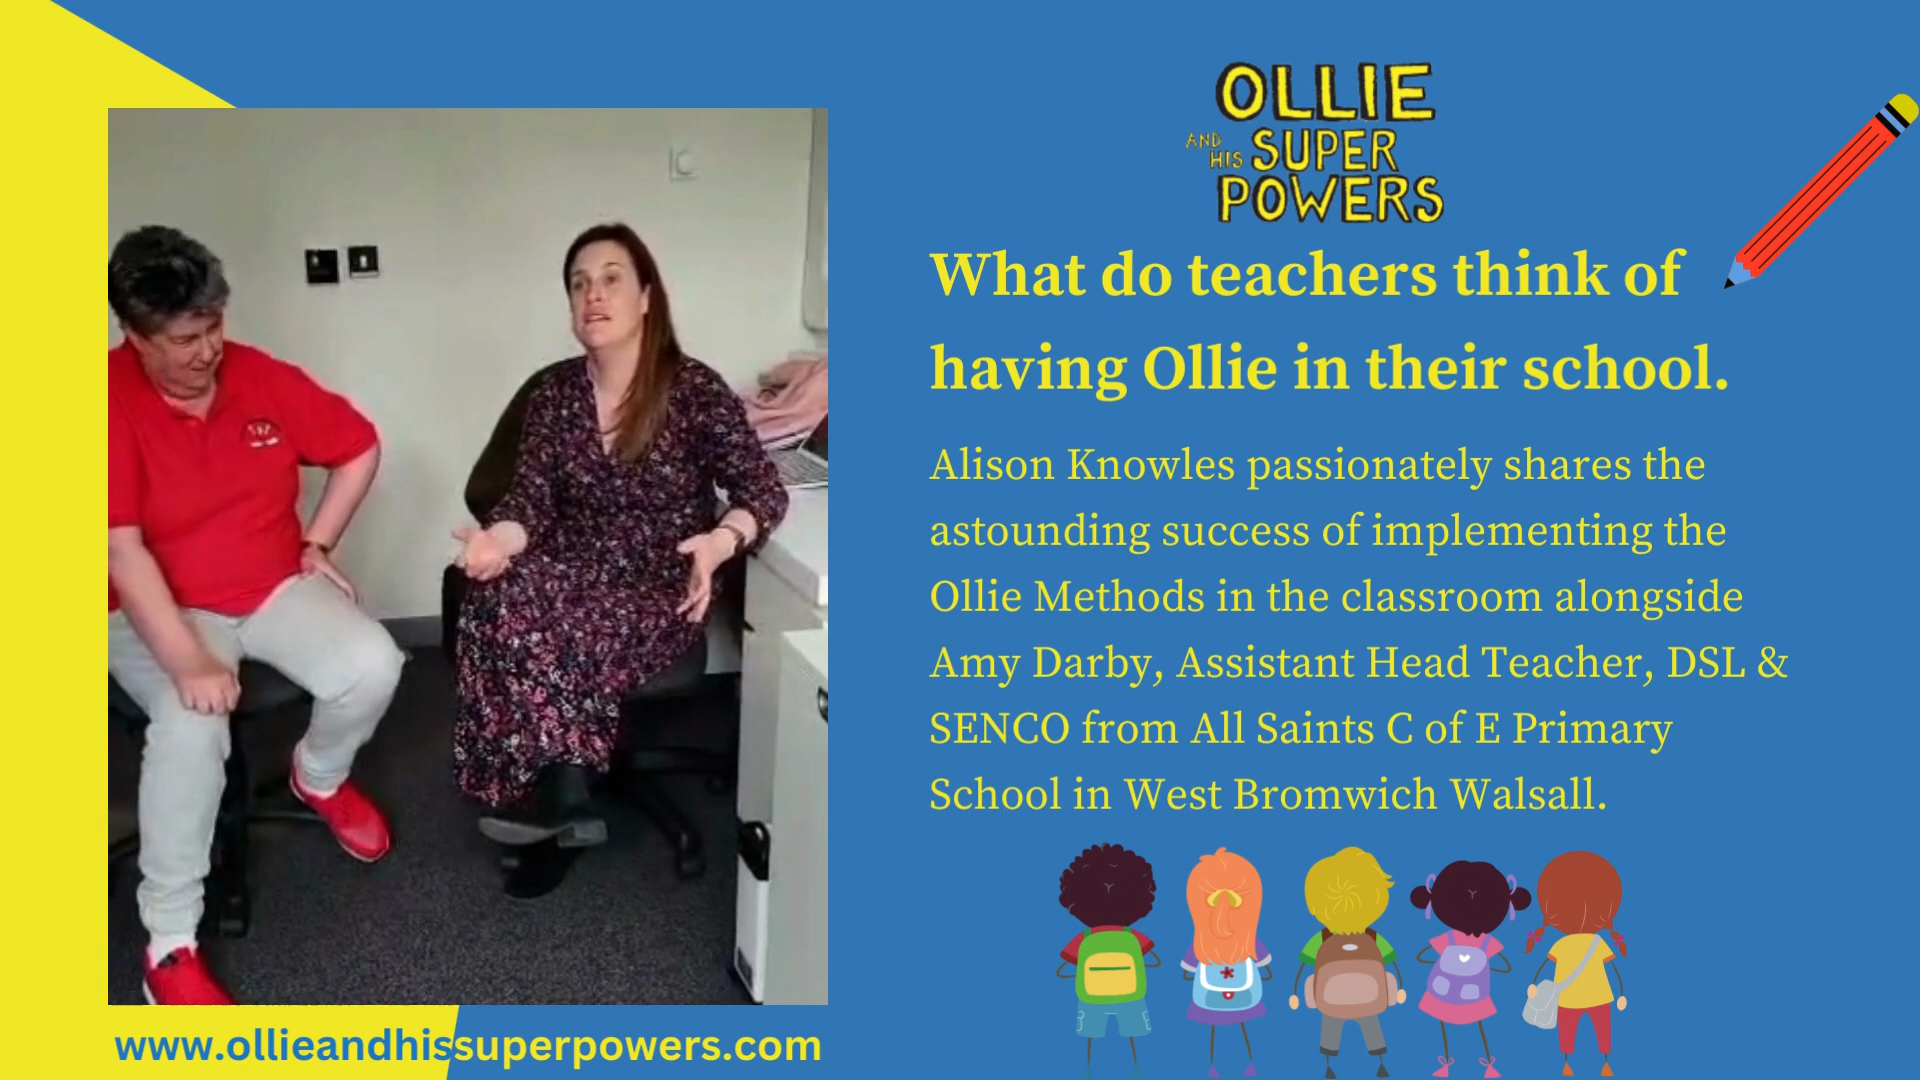 OLLIE
AND HIS SUPER
POWERS
What do teachers think of
having Ollie in their school.
Alison Knowles passionately shares the
astounding success of implementing the
Ollie Methods in the classroom alongside
Amy Darby, Assistant Head Teacher, DSL &
SENCO from All Saints C of E Primary
School in West Bromwich Walsall.
www.ollieandhissuperpowers.com